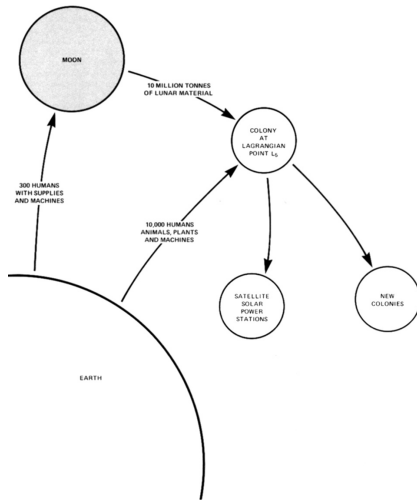 MOON
10 MILLION TONNES
OF LUNAR MATERIAL
COLONY
AT
LAGRANGIAN
POINT L5
300 HUMANS
WITH SUPPLIES
AND MACHINES
10,000 HUMANS
ANIMALS, PLANTS
AND MACHINES
SATELLITE
SOLAR
POWER
STATIONS
NEW
COLONIES
EARTH